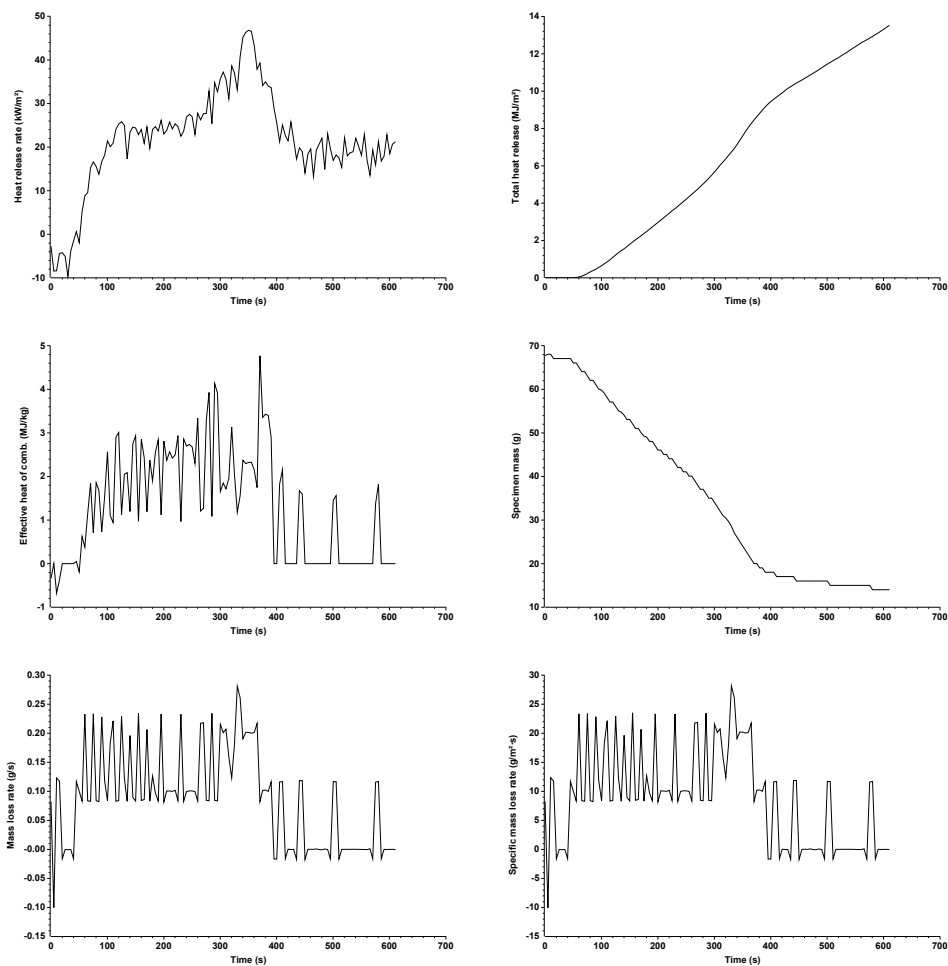 50
40
30
20
10
0
-10
Heat release rate (kW/m²)
0 100 200 300 400 500 600 700
Time (s)
14
12
10
8
6
4
2
0
Total heat release (MJ/m²)
0 100 200 300 400 500 600 700
Time (s)
5
4
3
2
1
0
-1
Effective heat of comb. (MJ/kg)
0 100 200 300 400 500 600 700
Time (s)
70
60
50
40
30
20
10
Specimen mass (g)
0 100 200 300 400 500 600 700
Time (s)
0.30
0.25
0.20
0.15
0.10
0.05
-0.00
-0.05
-0.10
-0.15
Mass loss rate (g/s)
0 100 200 300 400 500 600 700
Time (s)
30
25
20
15
10
5
0
-5
-10
-15
Specific mass loss rate (g/m²·s)
0 100 200 300 400 500 600 700
Time (s)